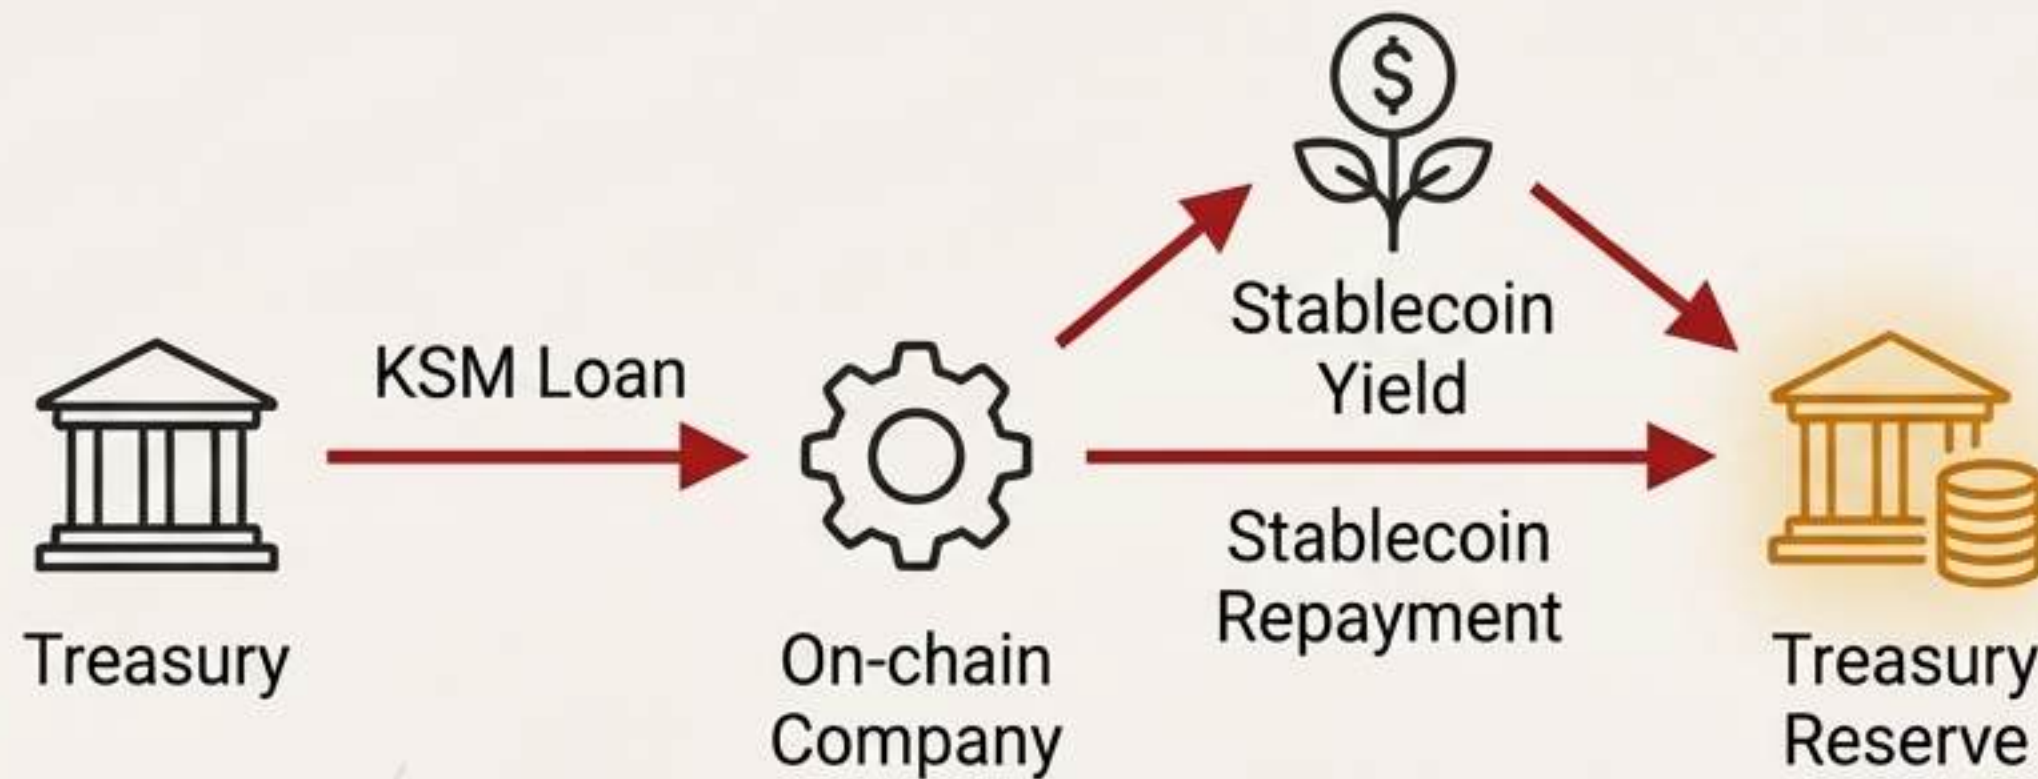 $
KSM Loan
Stablecoin
Yield
Stablecoin
Repayment
Treasury
On-chain
Company
Treasury
Reserve